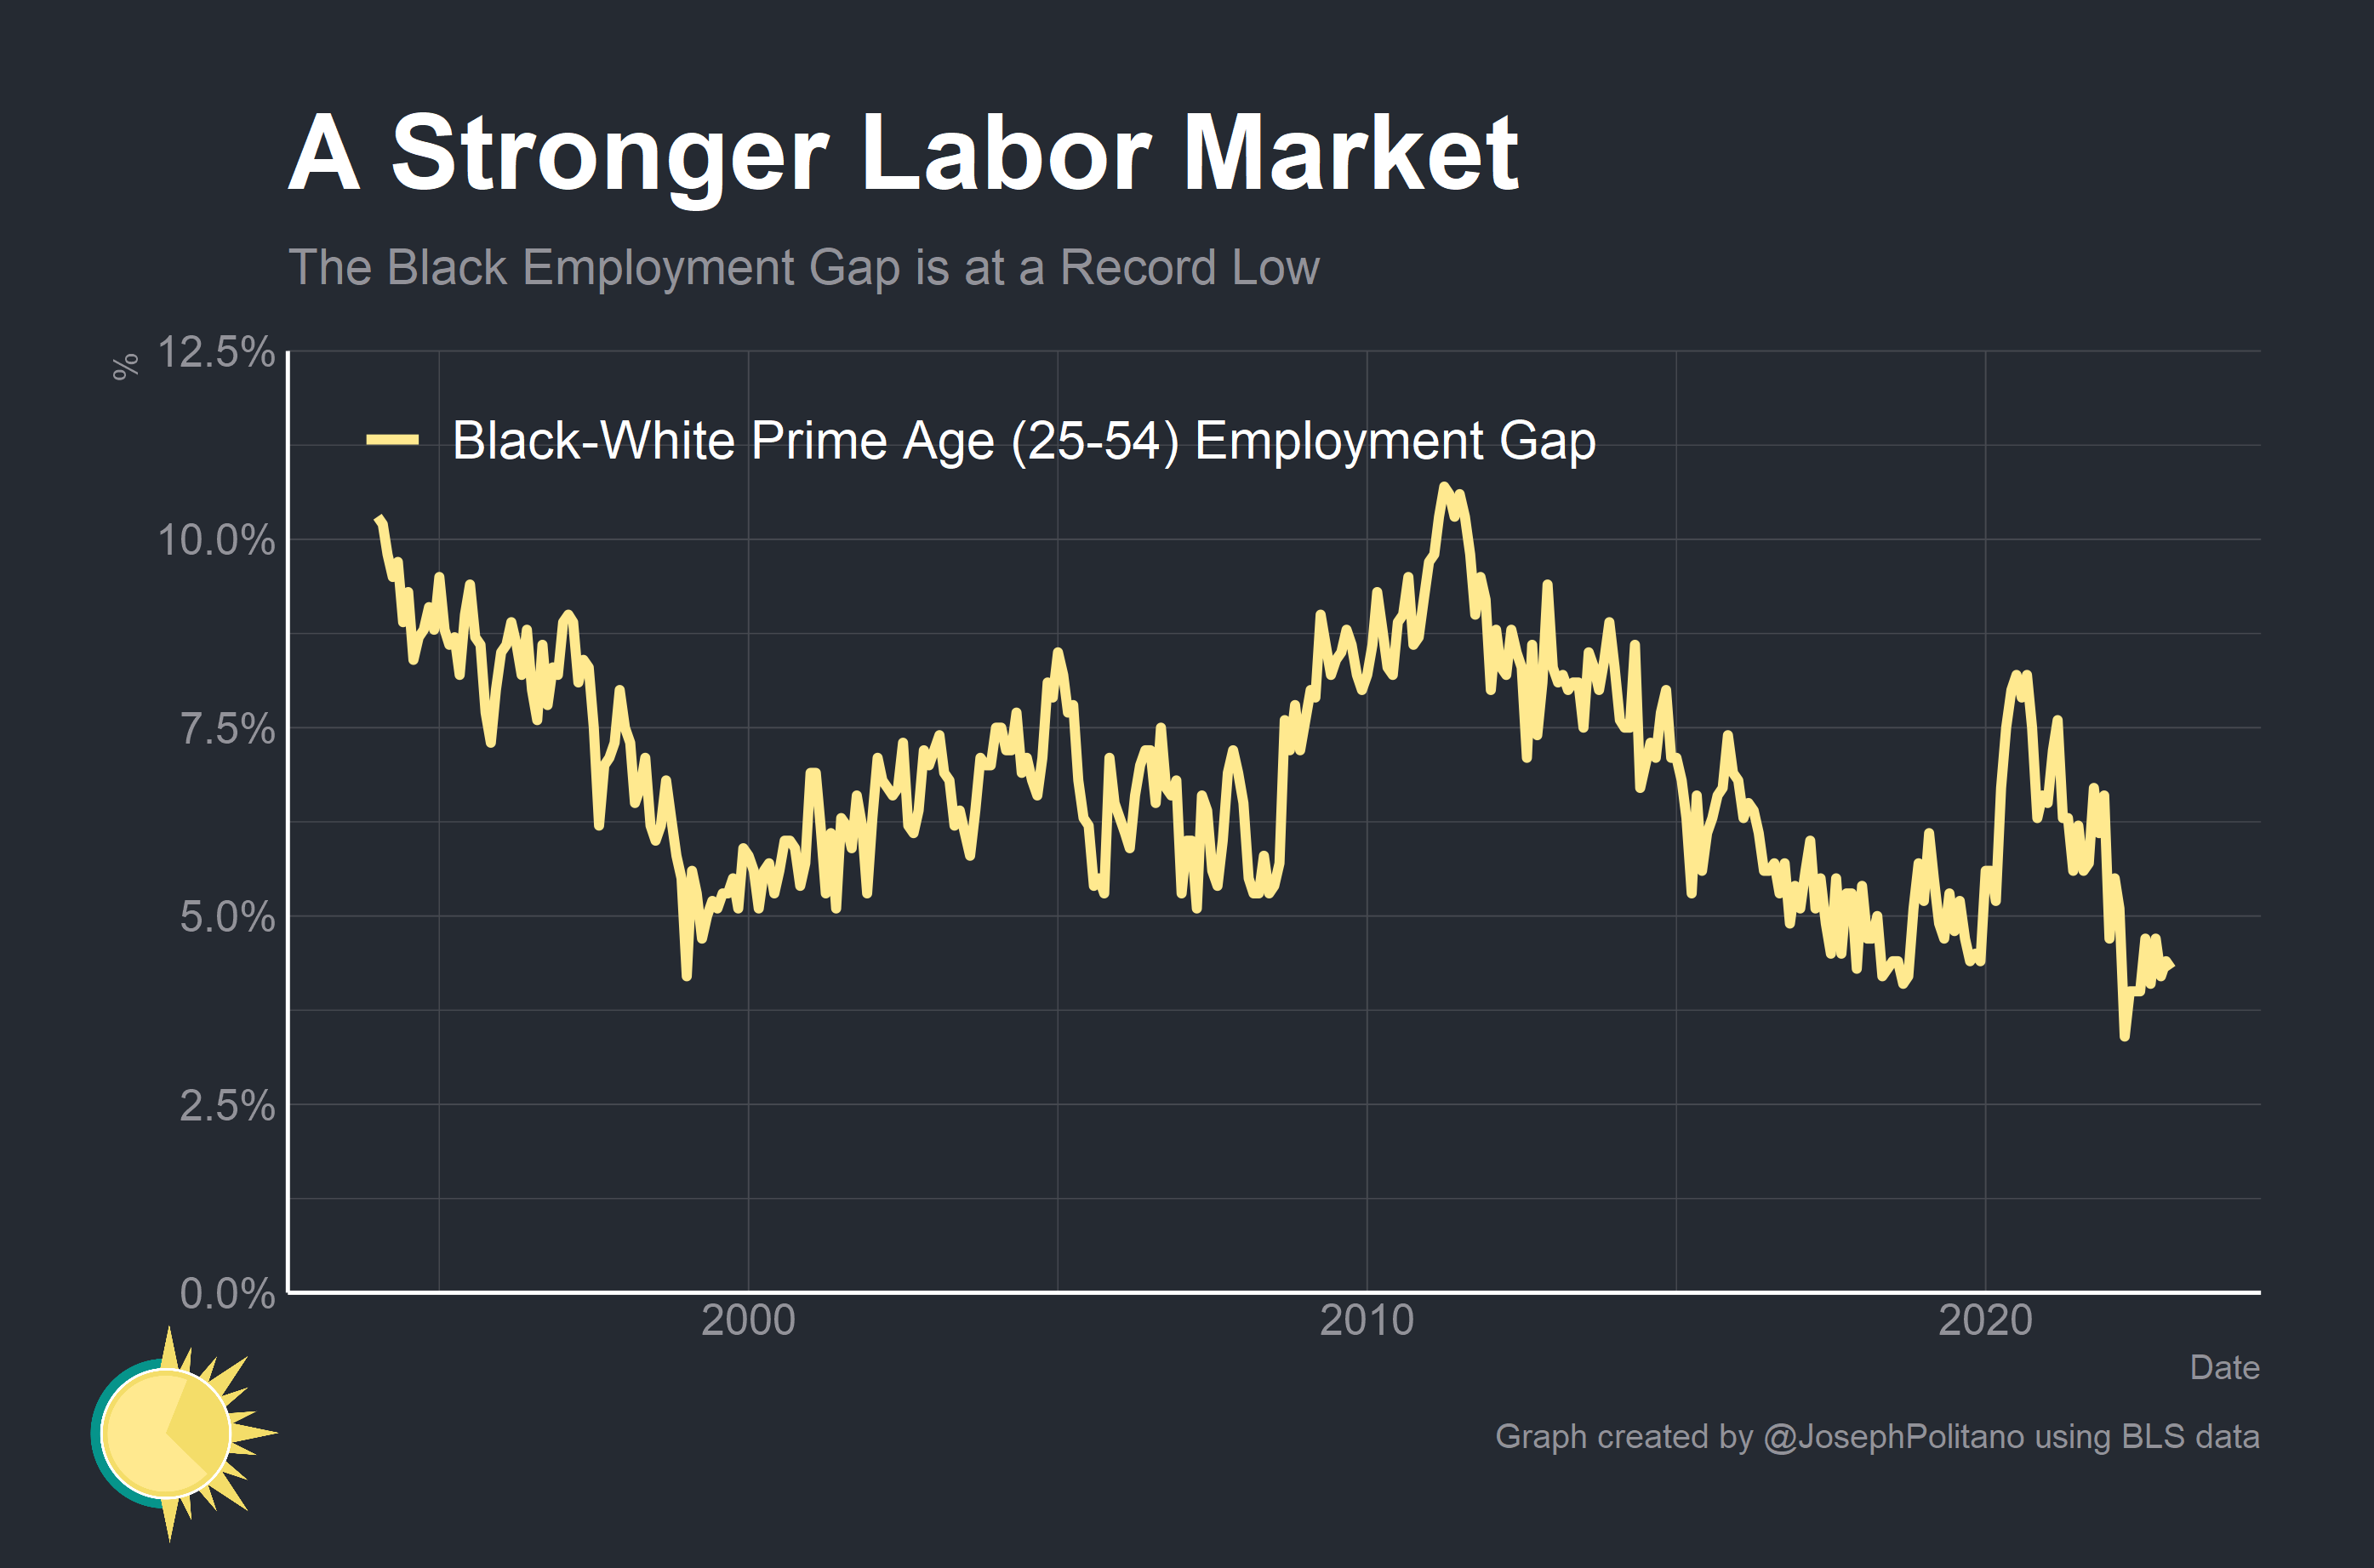 A Stronger Labor Market
The Black Employment Gap is at a Record Low
%
12.5%
Black-White Prime Age (25-54) Employment Gap
10.0%
7.5%
5.0%
2.5%
0.0%
2000 2010 2020
Date
Graph created by @JosephPolitano using BLS data